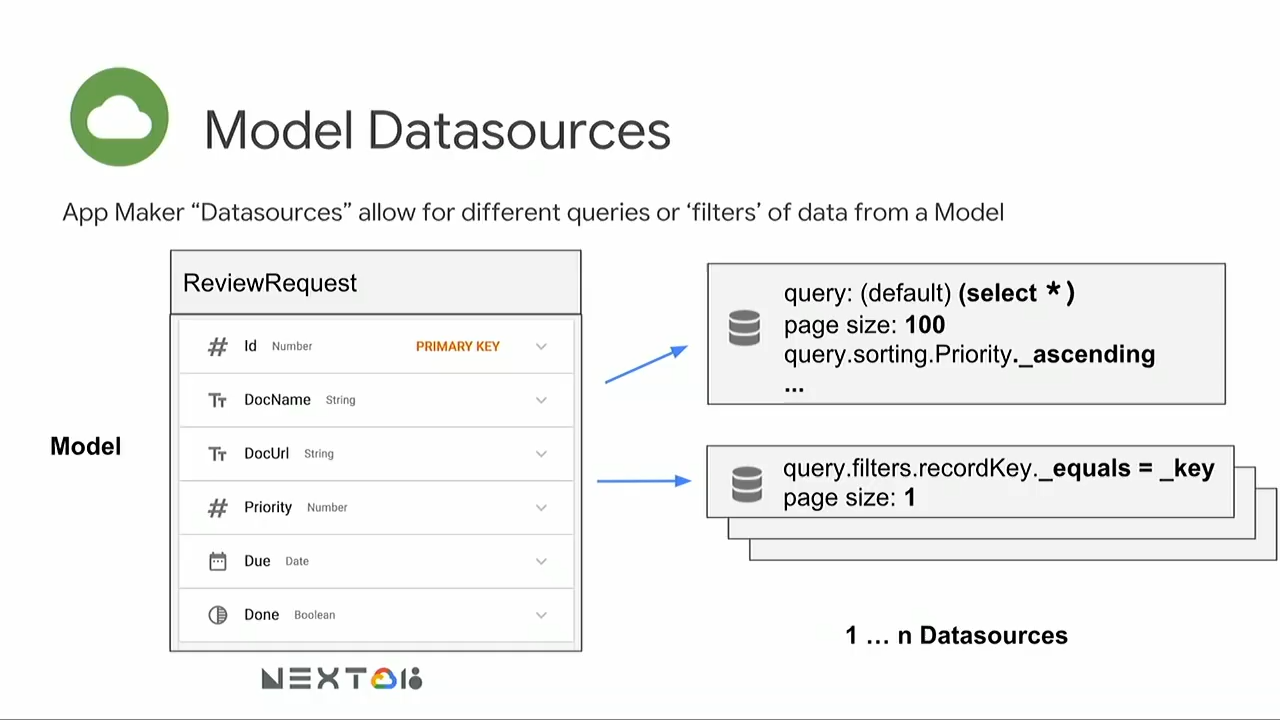 Model Datasources
App Maker “Datasources” allow for different queries or ‘filters’ of data from a Model
Model
ReviewRequest
Id Number PRIMARY KEY
DocName String
DocUrl String
Priority Number
Due Date
Done Boolean
query: (default) (select *)
page size: 100
query.sorting.Priority._ascending
...
query.filters.recordKey._equals = _key
page size: 1
1 … n Datasources
NEXT 18